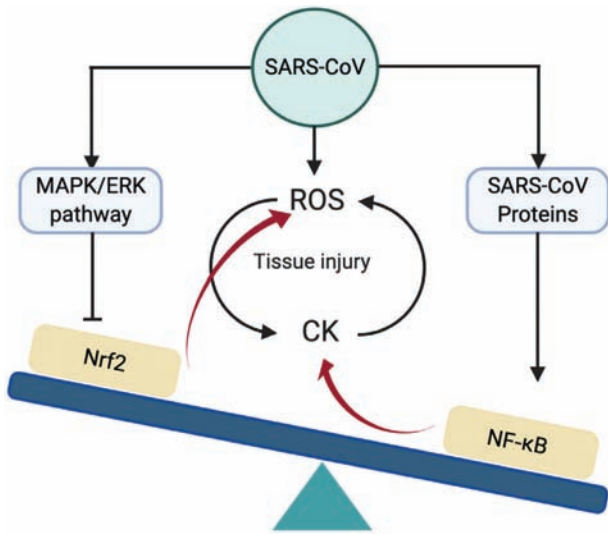 SARS-CoV
MAPK/ERK
pathway
ROS
SARS-CoV
Proteins
Tissue injury
CK
Nrf2
NF-κB